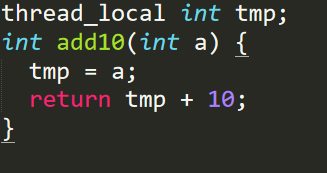 thread_local int tmp;
int add10(int a) {
  tmp = a;
  return tmp + 10;
}